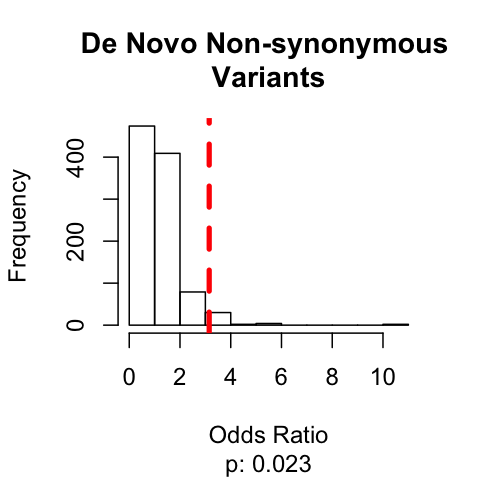 De Novo Non-synonymous
Variants
Frequency
400
200
0
0 2 4 6 8 10
Odds Ratio
p: 0.023